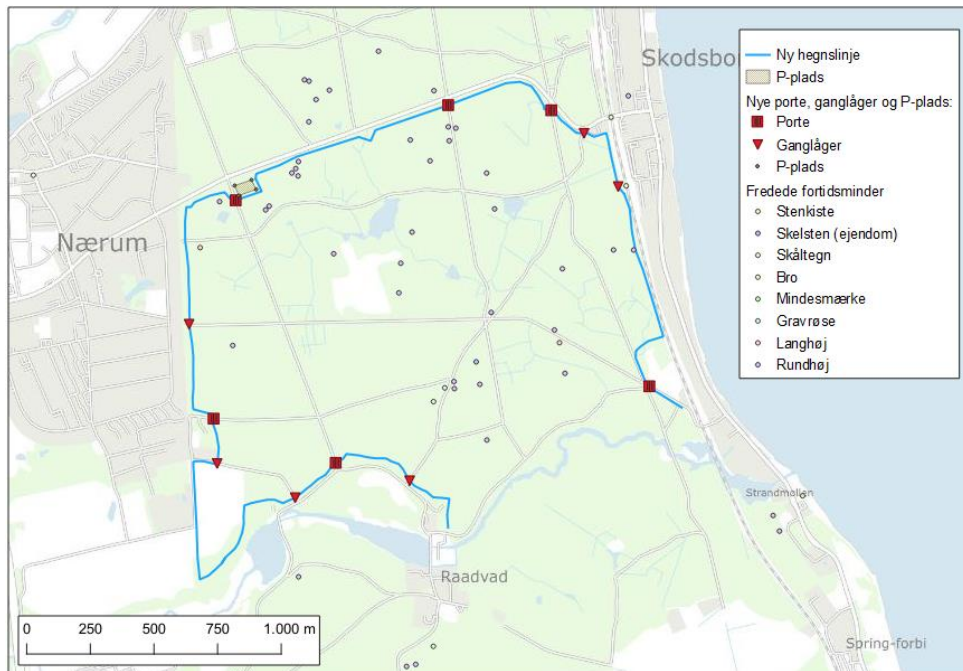 Skodsbor
Ny hegnslinje
P-plads
Nye porte, ganglåger og P-plads:
Porte
Ganglåger
P-plads
Fredede fortidsminder
Stenkiste
Skelsten (ejendom)
Skåltegn
Bro
Mindesmærke
Gravrøse
Langhøj
Rundhøj
Nærum
Strandmøllen
Raadvad
Spring-forbi
0 250 500 750 1.000 m